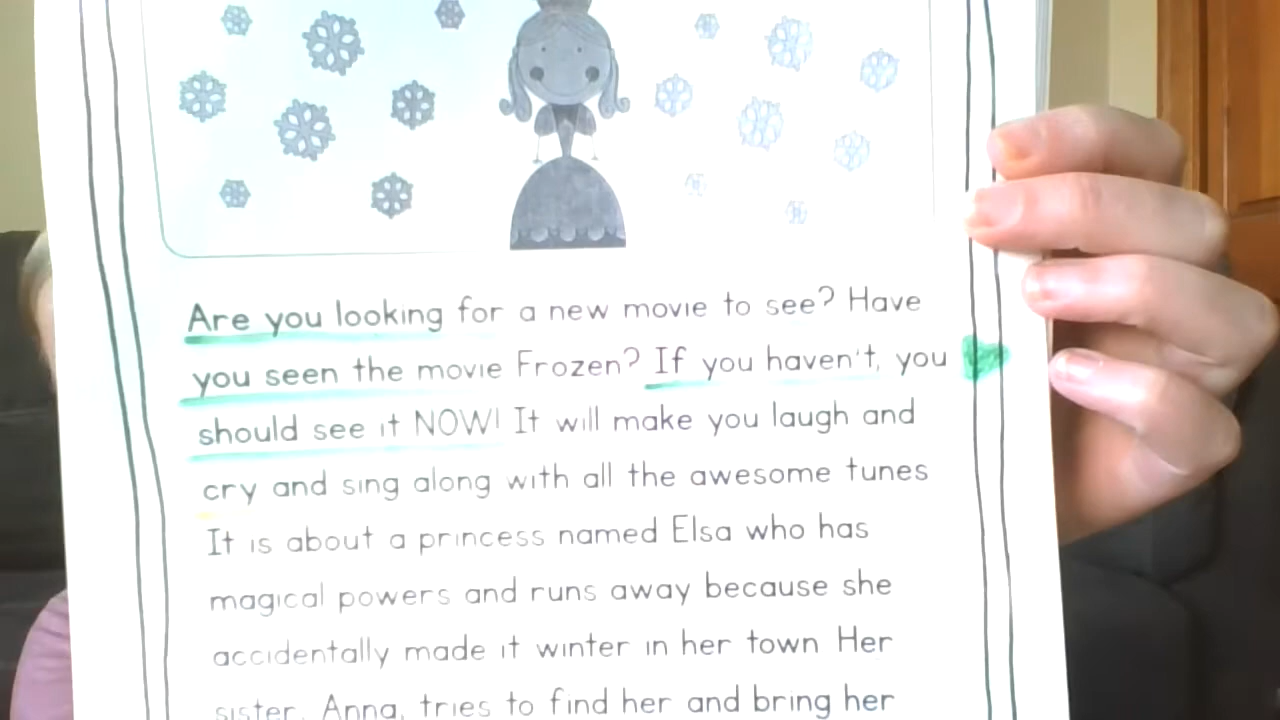 Are you looking for a new movie to see? Have
you seen the movie Frozen? If you haven't, you
should see it NOW! It will make you laugh and
cry and sing along with all the awesome tunes
It is about a princess named Elsa who has
magical powers and runs away because she
accidentally made it winter in her town Her
sister, Anna, tries to find her and bring her